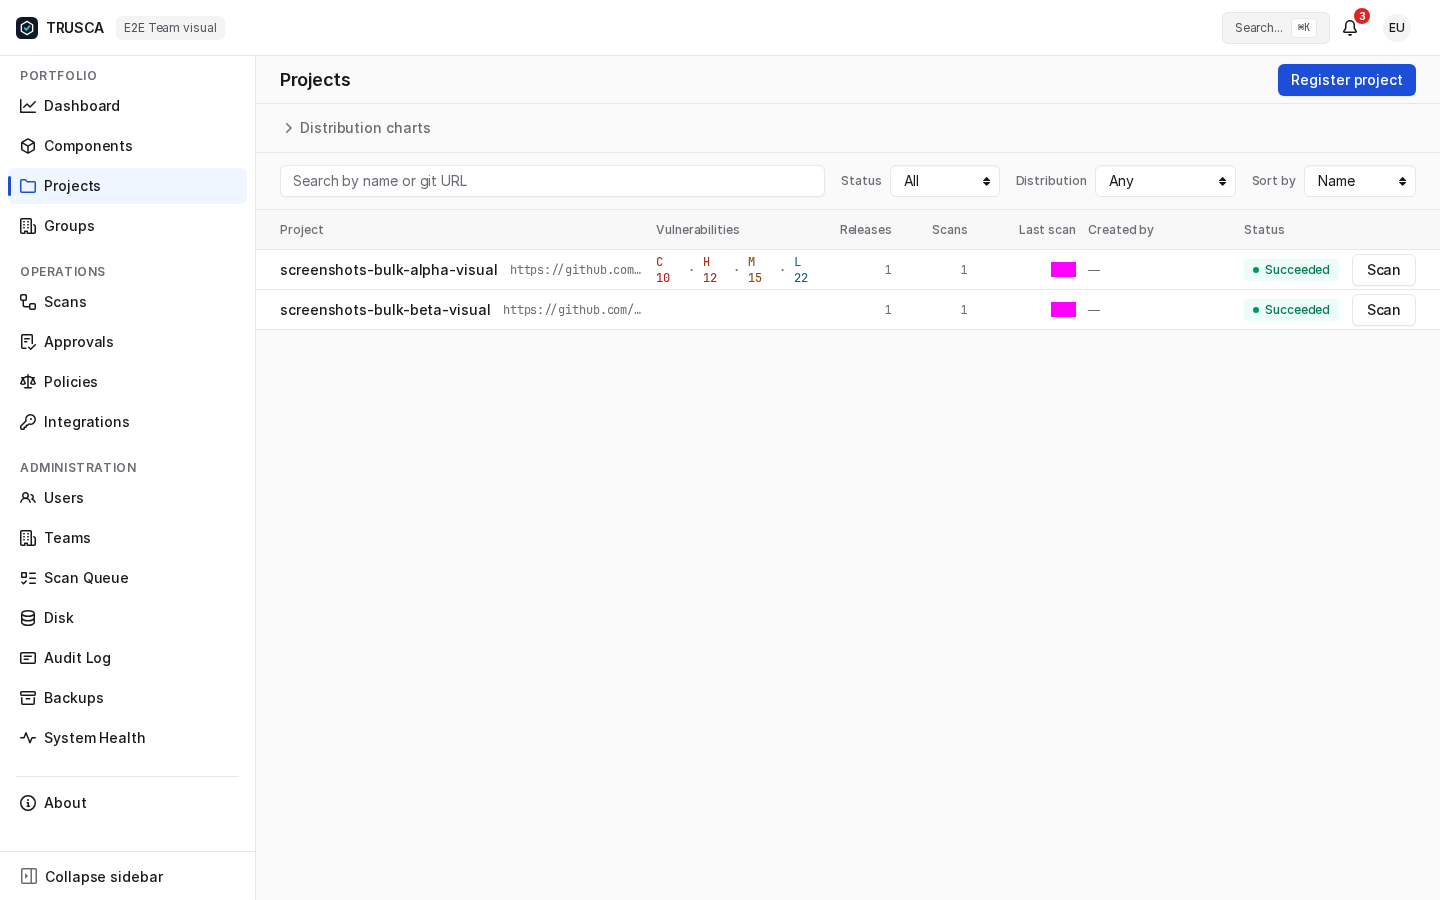 TRUSCA E2E Team visual Search... ⌘K 3 EU
PORTFOLIO
Dashboard
Components
Projects
Groups
OPERATIONS
Scans
Approvals
Policies
Integrations
ADMINISTRATION
Users
Teams
Scan Queue
Disk
Audit Log
Backups
System Health
About
Collapse sidebar
Projects Register project
Distribution charts
Search by name or git URL Status All Distribution Any Sort by Name
Project Vulnerabilities Releases Scans Last scan Created by Status
screenshots-bulk-alpha-visual https://github.com… C 10 · H 12 · M 15 · L 22 1 1 — Succeeded Scan
screenshots-bulk-beta-visual https://github.com/… 1 1 — Succeeded Scan